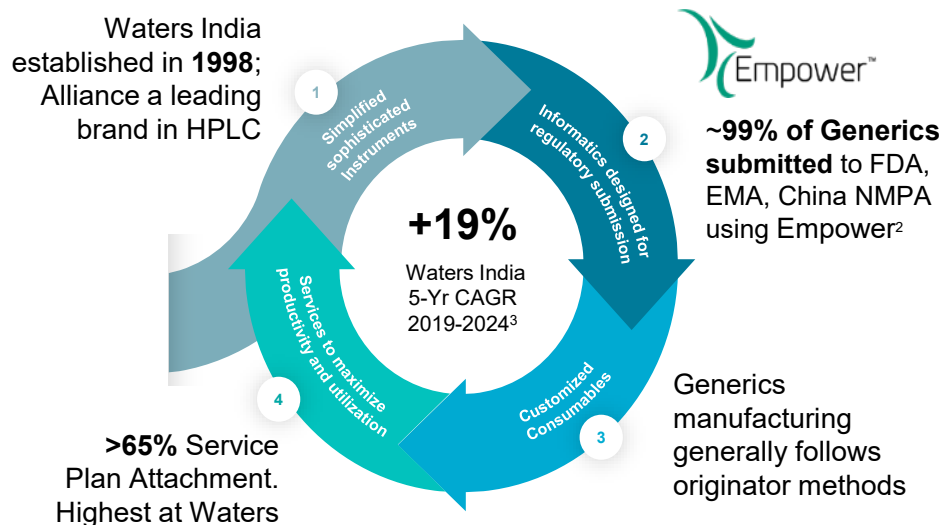 Waters India
established in 1998;
Alliance a leading
brand in HPLC
1
Simplified
sophisticated
Instruments
Empower™
2
Informatics designed for
regulatory submission
~99% of Generics
submitted to FDA,
EMA, China NMPA
using Empower²
+19%
Waters India
5-Yr CAGR
2019-2024³
Customized
Consumables
3
Generics
manufacturing
generally follows
originator methods
Services to maximize
productivity and utilization
4
>65% Service
Plan Attachment.
Highest at Waters